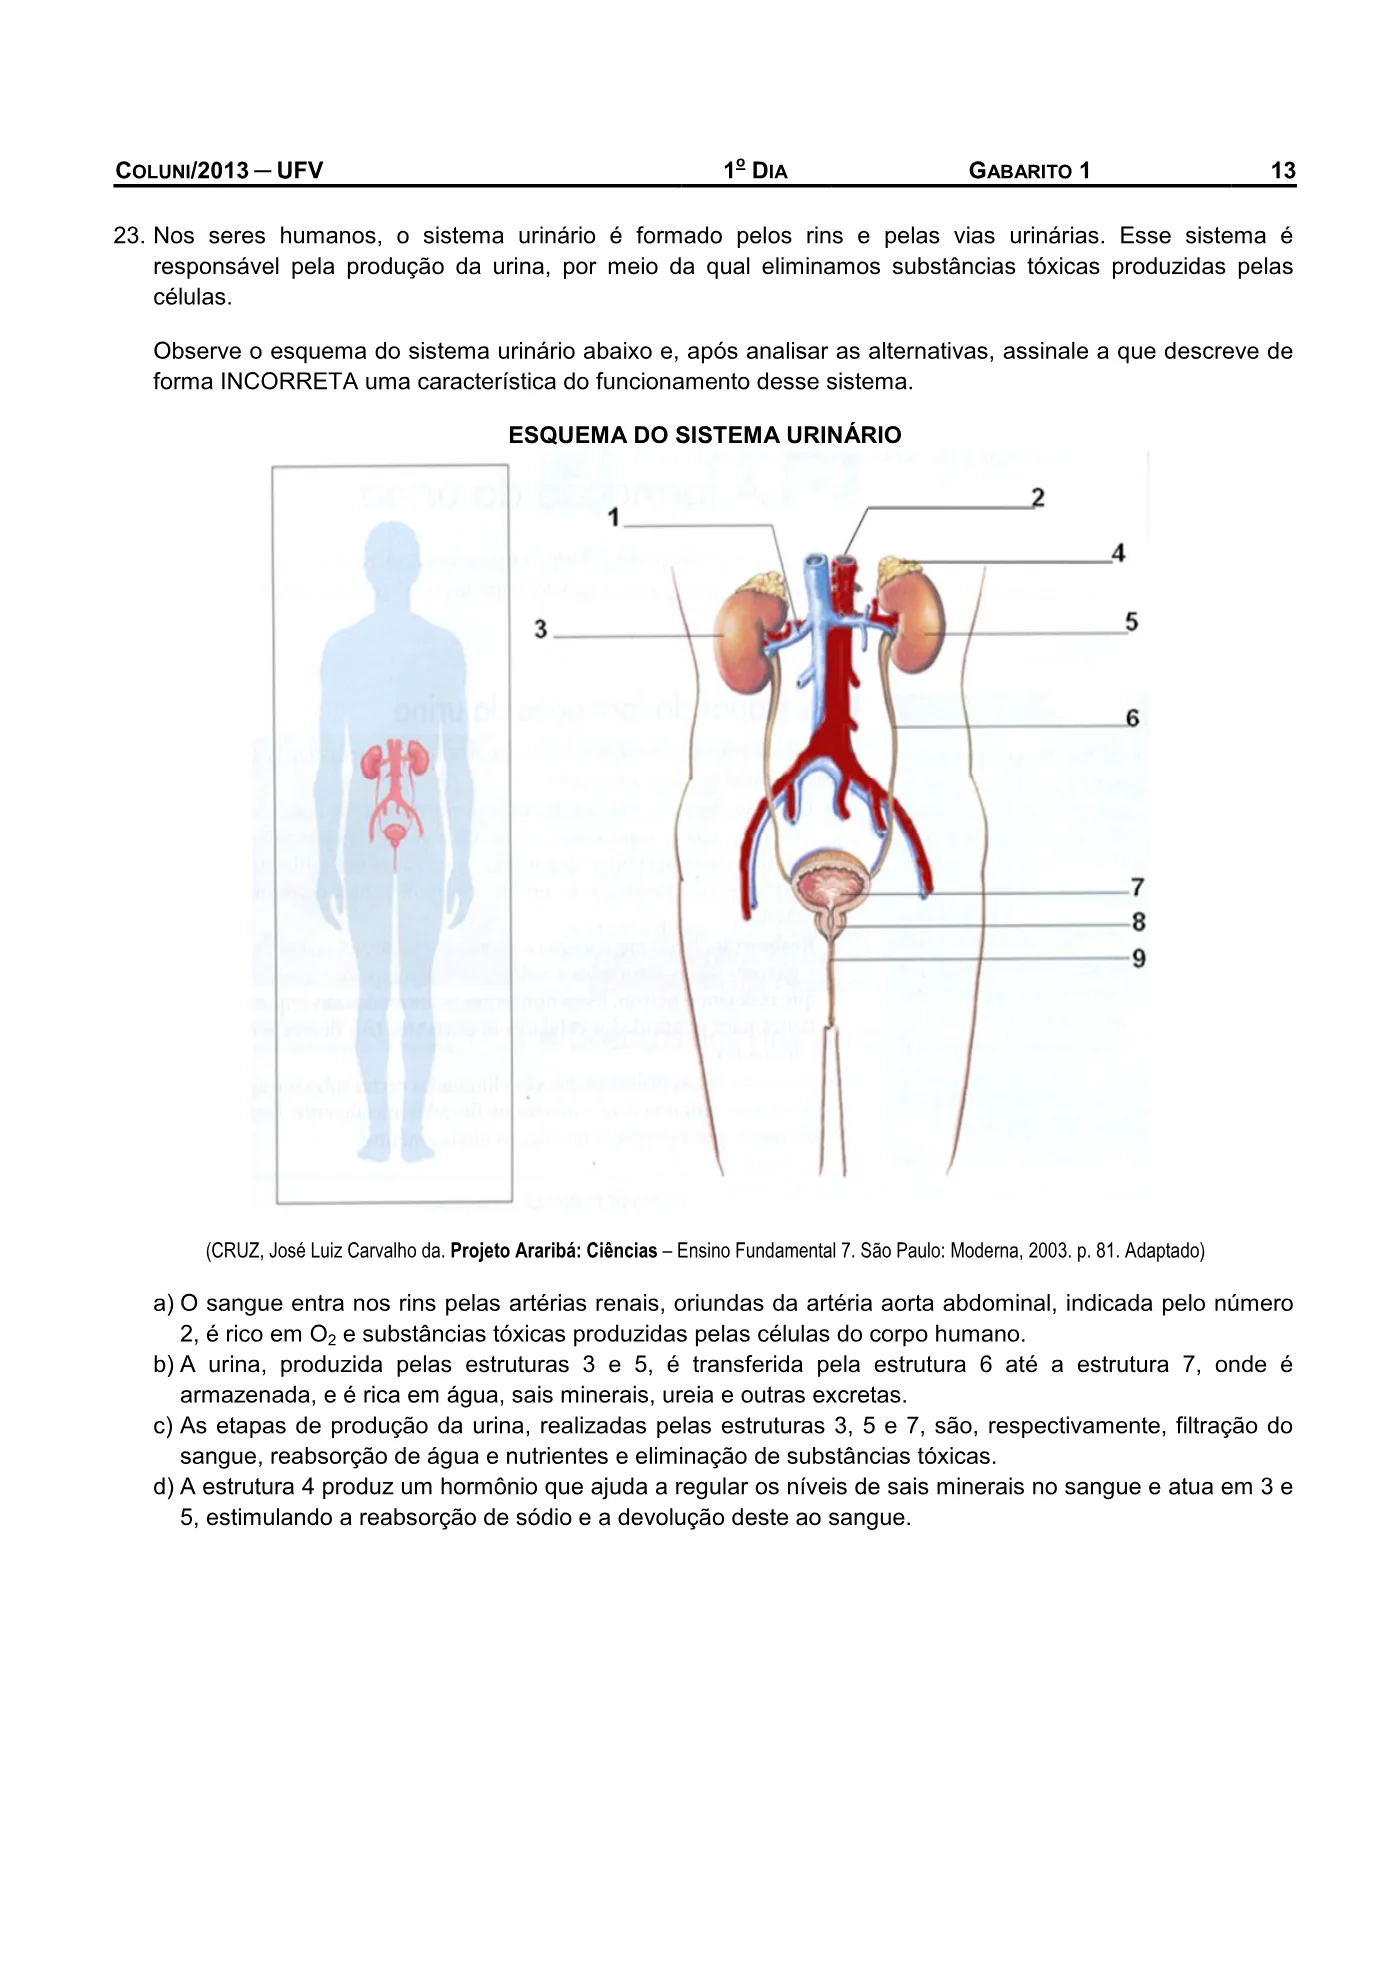 COLUNI/2013 — UFV 1º DIA GABARITO 1 13
23. Nos seres humanos, o sistema urinário é formado pelos rins e pelas vias urinárias. Esse sistema é
responsável pela produção da urina, por meio da qual eliminamos substâncias tóxicas produzidas pelas
células.
Observe o esquema do sistema urinário abaixo e, após analisar as alternativas, assinale a que descreve de
forma INCORRETA uma característica do funcionamento desse sistema.
ESQUEMA DO SISTEMA URINÁRIO
1
2
3
4
5
6
7
8
9
(CRUZ, José Luiz Carvalho da. Projeto Araribá: Ciências – Ensino Fundamental 7. São Paulo: Moderna, 2003. p. 81. Adaptado)
a) O sangue entra nos rins pelas artérias renais, oriundas da artéria aorta abdominal, indicada pelo número
2, é rico em O₂ e substâncias tóxicas produzidas pelas células do corpo humano.
b) A urina, produzida pelas estruturas 3 e 5, é transferida pela estrutura 6 até a estrutura 7, onde é
armazenada, e é rica em água, sais minerais, ureia e outras excretas.
c) As etapas de produção da urina, realizadas pelas estruturas 3, 5 e 7, são, respectivamente, filtração do
sangue, reabsorção de água e nutrientes e eliminação de substâncias tóxicas.
d) A estrutura 4 produz um hormônio que ajuda a regular os níveis de sais minerais no sangue e atua em 3 e
5, estimulando a reabsorção de sódio e a devolução deste ao sangue.